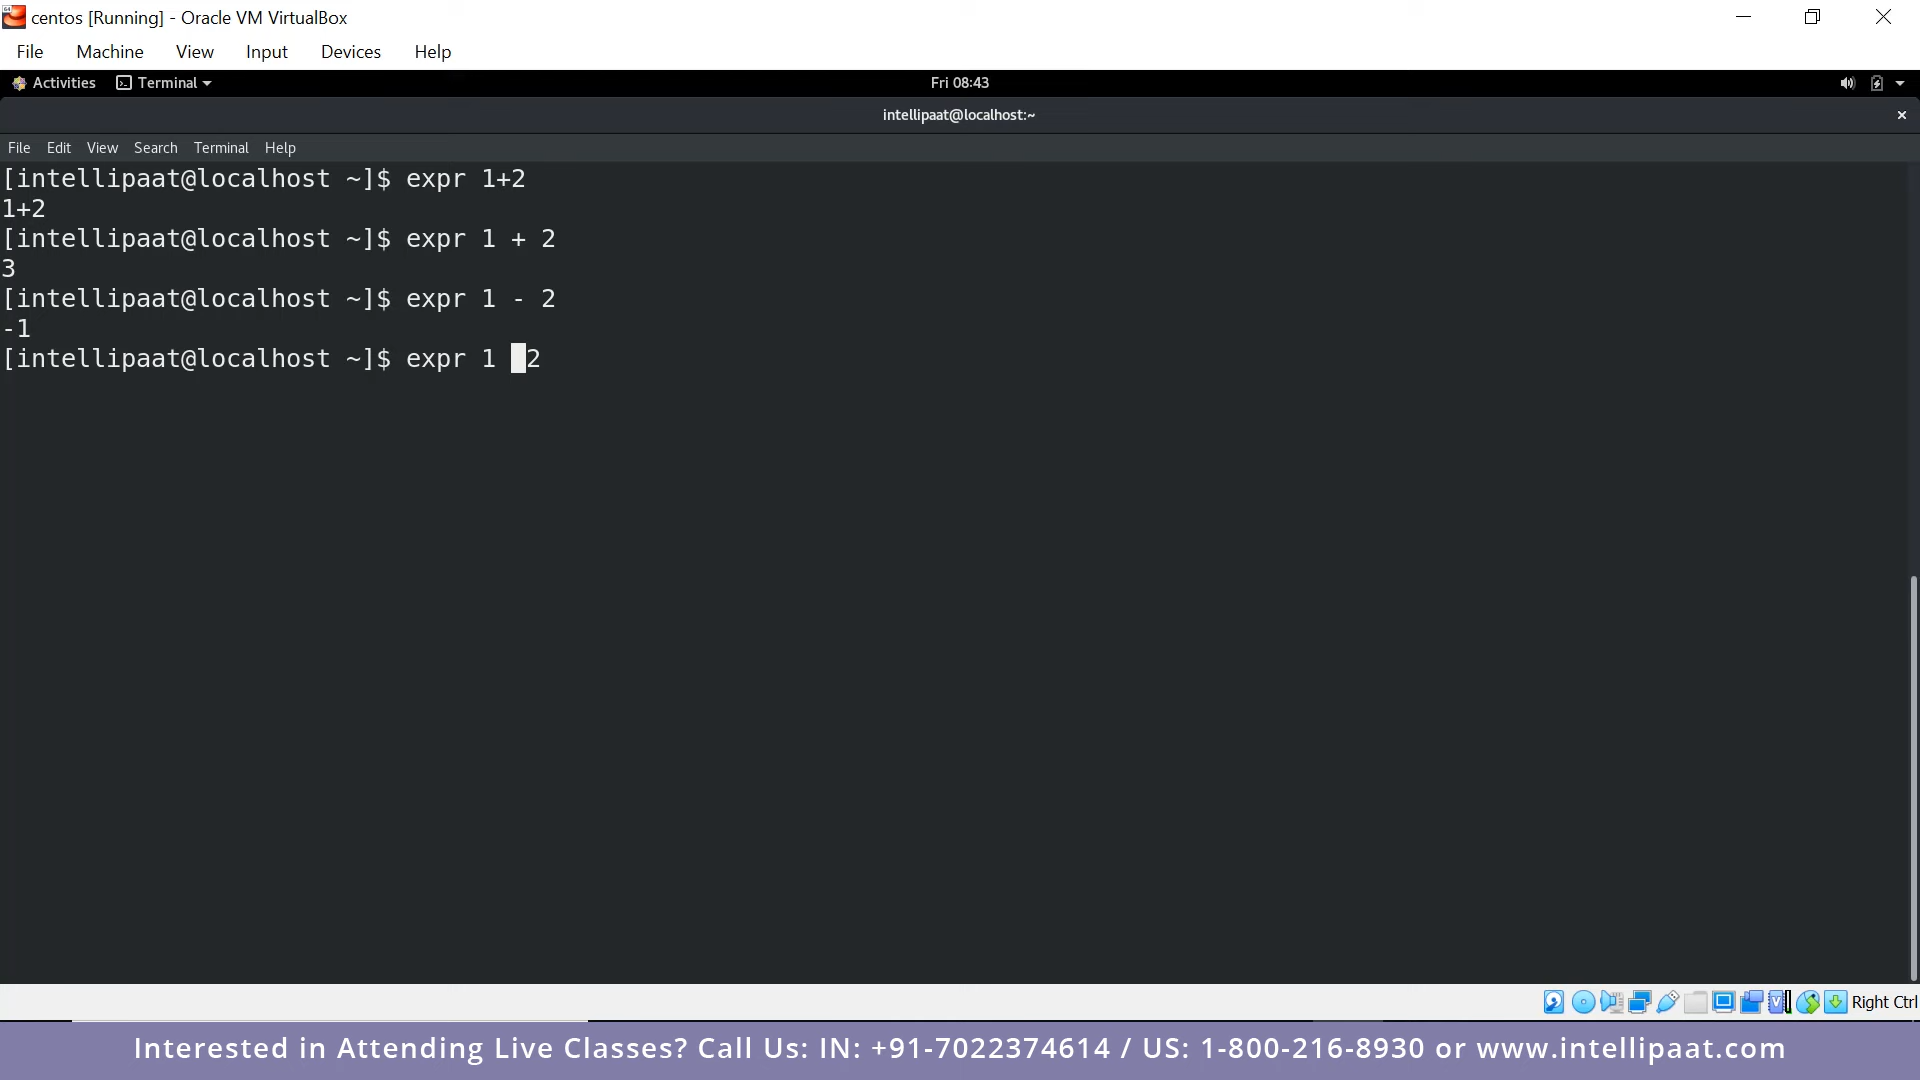 centos [Running] - Oracle VM VirtualBox
File Machine View Input Devices Help
Activities Terminal Fri 08:43
intellipaat@localhost:~
File Edit View Search Terminal Help
[intellipaat@localhost ~]$ expr 1+2
1+2
[intellipaat@localhost ~]$ expr 1 + 2
3
[intellipaat@localhost ~]$ expr 1 - 2
-1
[intellipaat@localhost ~]$ expr 1  2
Right Ctrl
Interested in Attending Live Classes? Call Us: IN: +91-7022374614 / US: 1-800-216-8930 or www.intellipaat.com